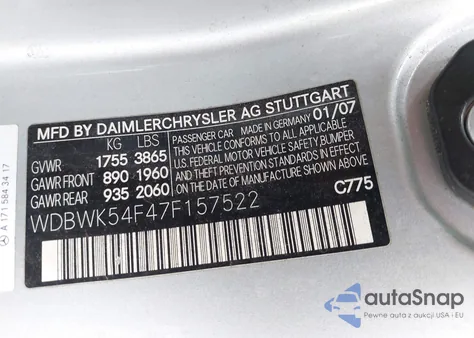 MFD BY DAIMLERCHRYSLER AG STUTTGART
KG LBS
GVWR 1755 3865
GAWR FRONT 890 1960
GAWR REAR 935 2060
PASSENGER CAR MADE IN GERMANY 01/07
THIS VEHICLE CONFORMS TO ALL APPLICABLE
U.S. FEDERAL MOTOR VEHICLE SAFETY, BUMPER
AND THEFT PREVENTION STANDARDS IN EFFECT
ON THE DATE OF MANUFACTURE SHOWN ABOVE.
WDBWK54F47F157522
C775
A 171 584 34 17
autoSnap
Pewne auta z aukcji USA i EU